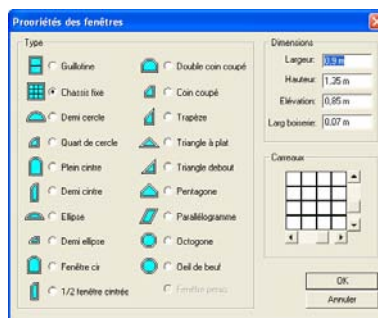 Propriétés des fenêtres
Type
Guillotine
Chassis fixe
Demi cercle
Quart de cercle
Plein cintre
Demi cintre
Ellipse
Demi ellipse
Fenêtre cir
1/2 fenêtre cintrée
Double coin coupé
Coin coupé
Trapèze
Triangle à plat
Triangle debout
Pentagone
Parallélogramme
Octogone
Oeil de beuf
Fenêtre perso
Dimensions
Largeur: 0,9 m
Hauteur: 1.25 m
Elévation: 0,85 m
Larg boiserie: 0.07 m
Carreaux
OK
Annuler